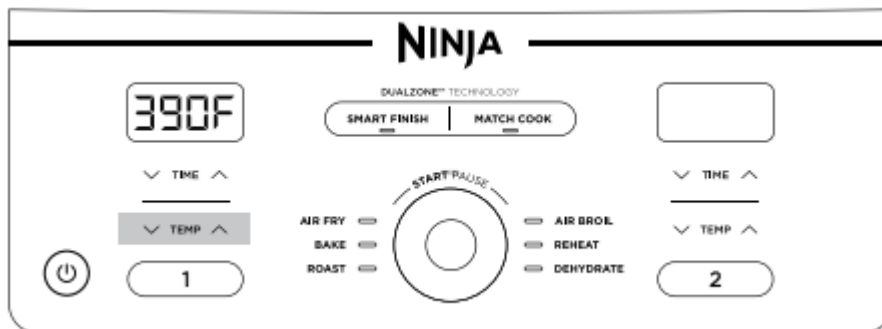 NINJA
DUALZONE™ TECHNOLOGY
390F
SMART FINISH
MATCH COOK
TIME
TIME
START PAUSE
TEMP
TEMP
AIR FRY
BAKE
ROAST
AIR BROIL
REHEAT
DEHYDRATE
1
2